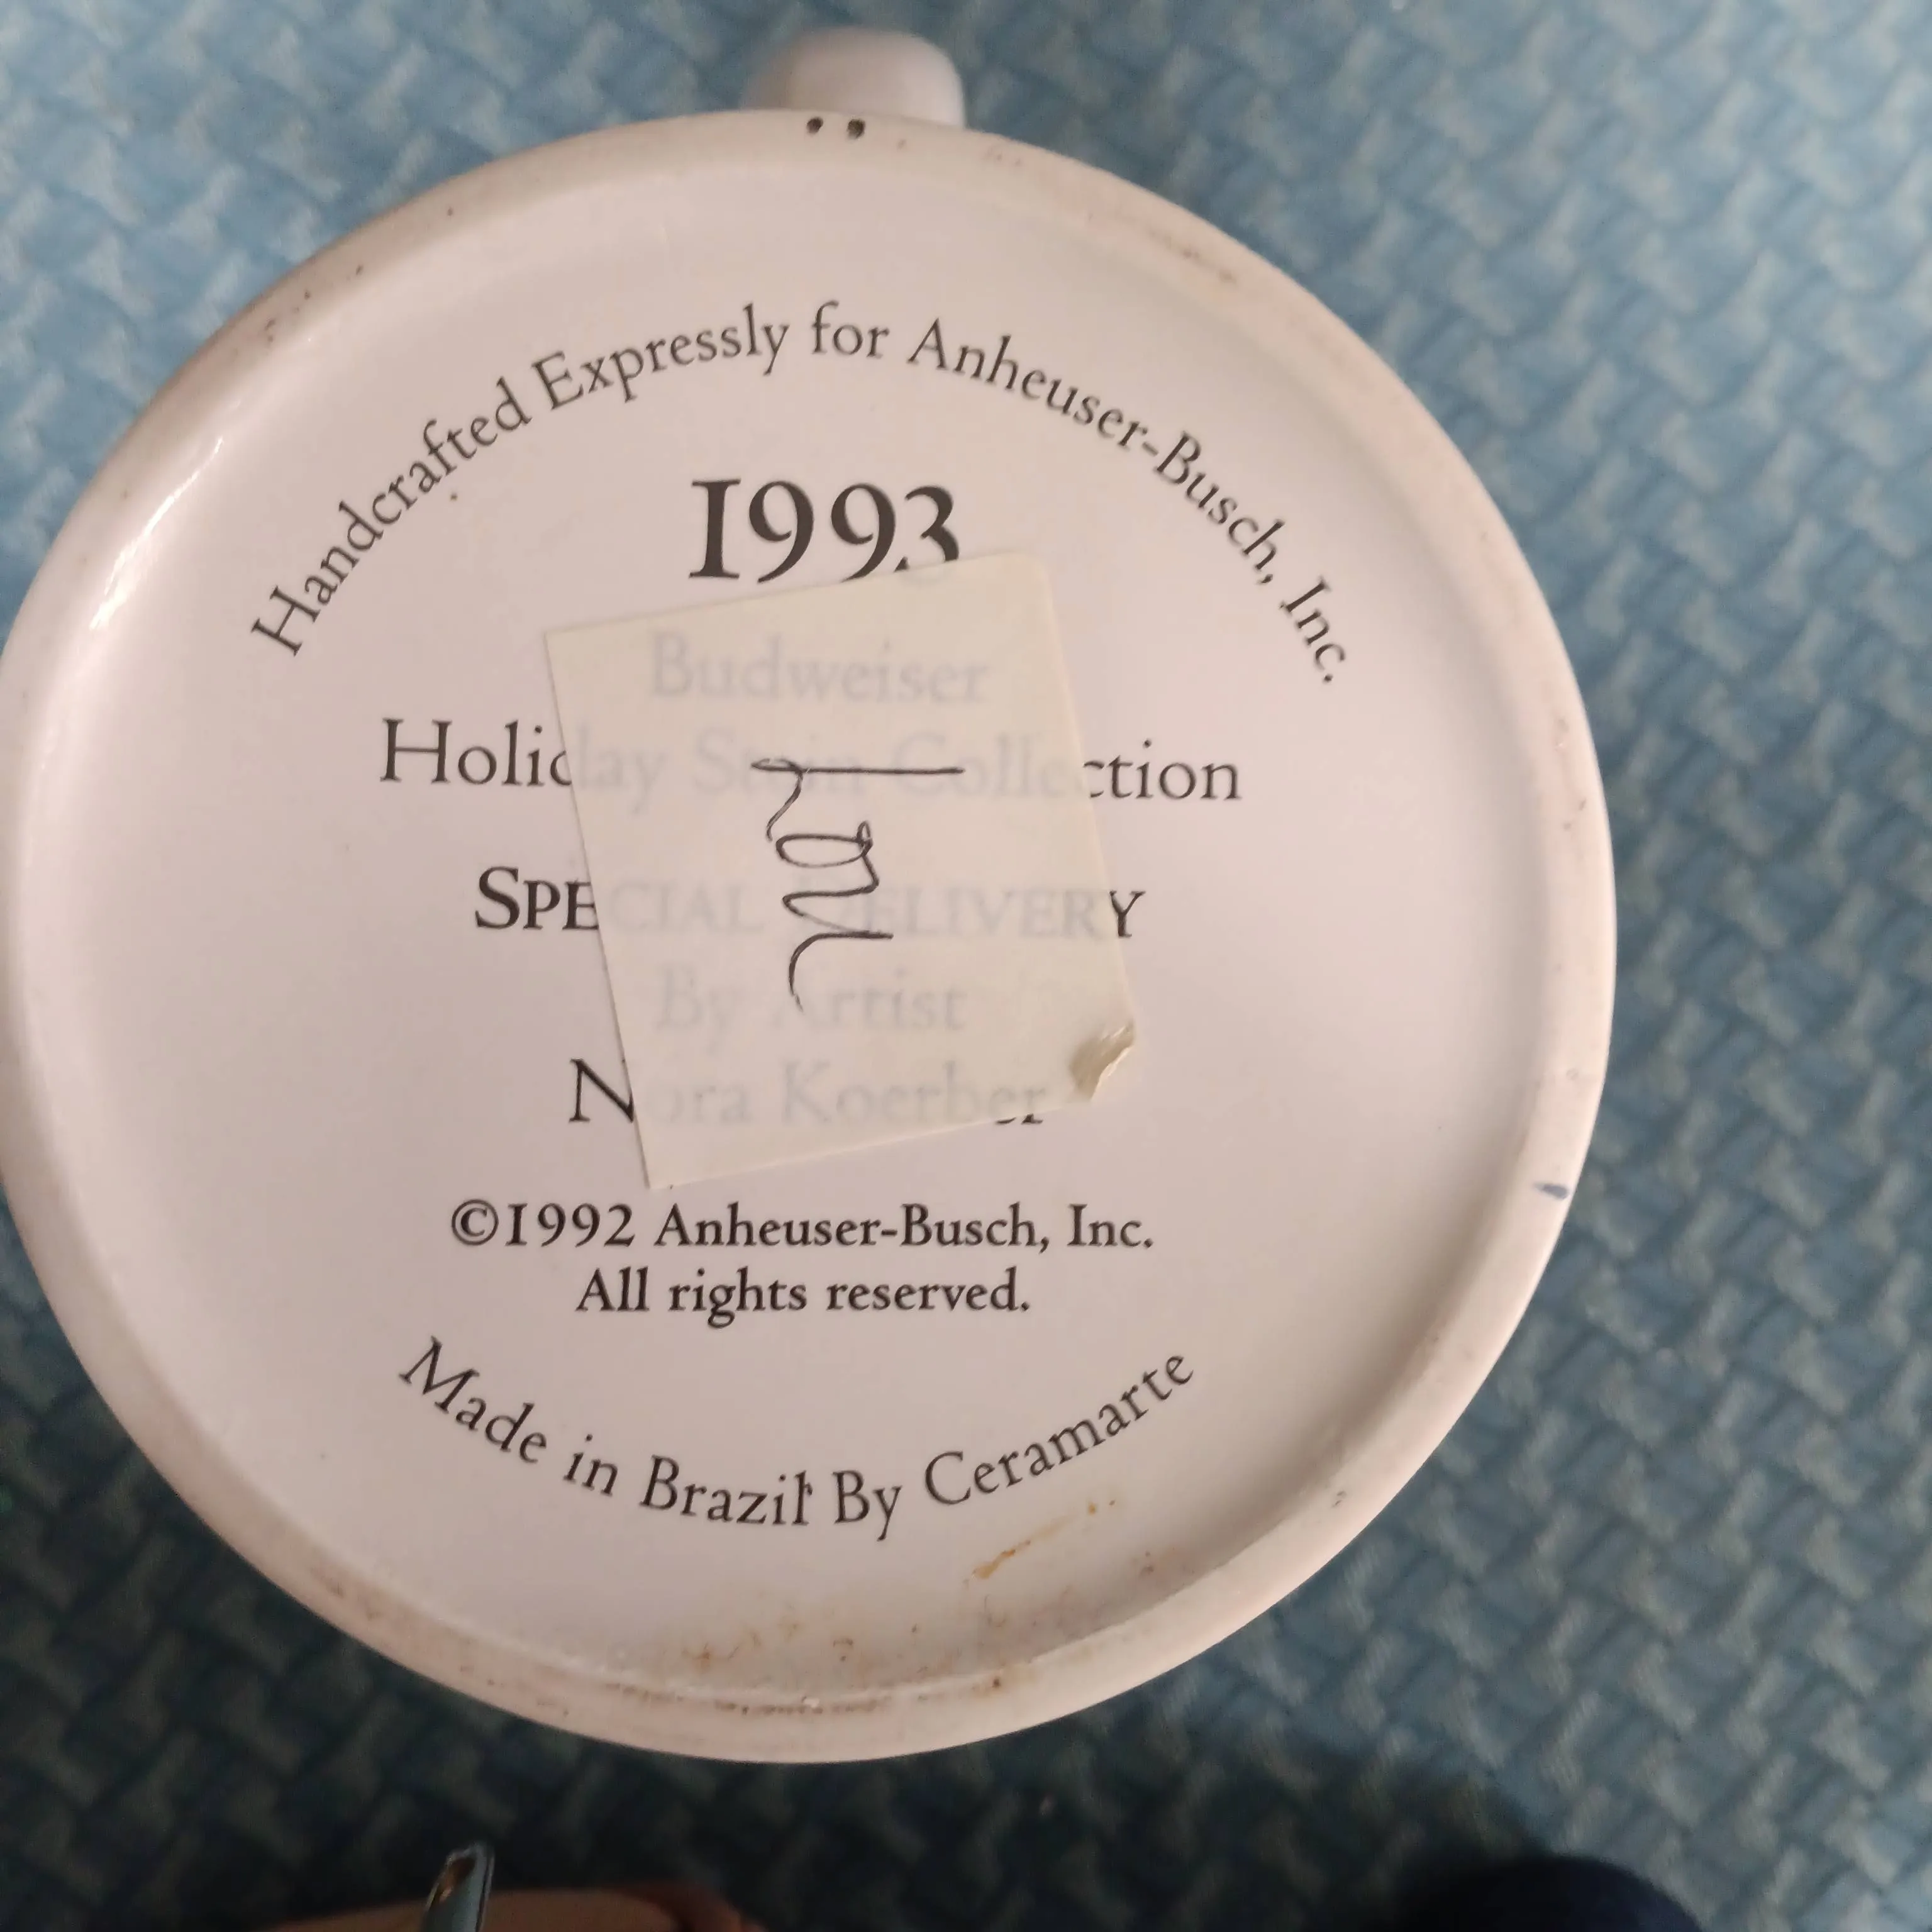 Handcrafted Expressly for Anheuser-Busch, Inc.
1993
Budweiser
Holiday Stein Collection
SPECIAL DELIVERY
By Artist
Nora Koerber
©1992 Anheuser-Busch, Inc.
All rights reserved.
Made in Brazil By Ceramarte